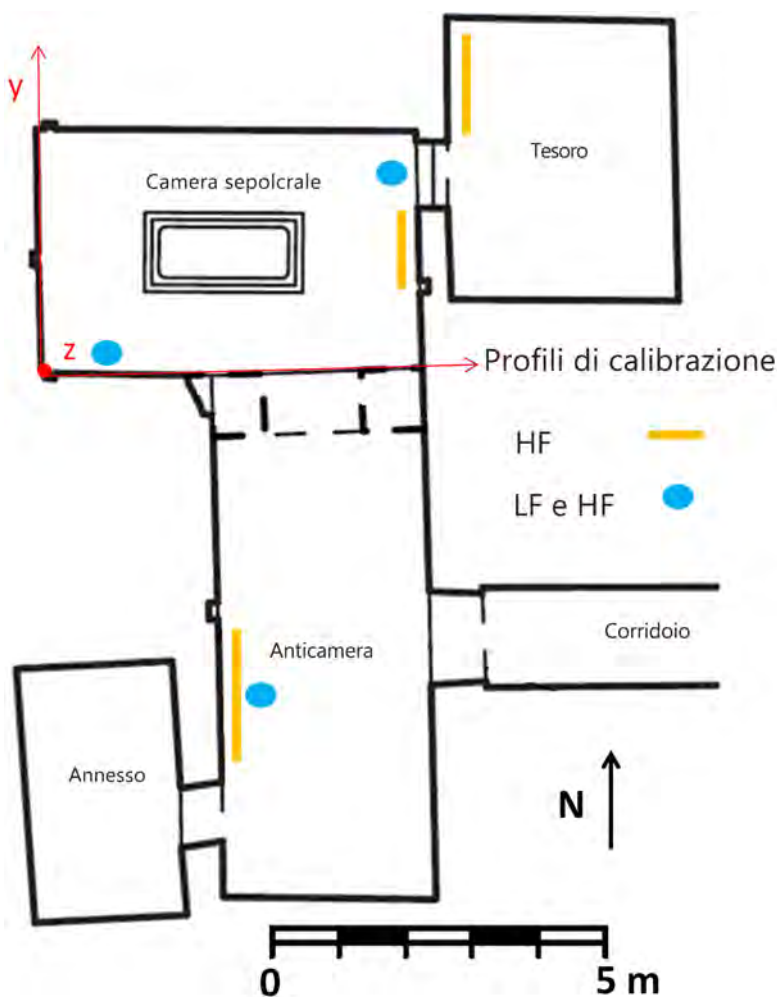 y
Tesoro
Camera sepolcrale
z
Profili di calibrazione
HF
LF e HF
Corridoio
Anticamera
Annesso
N
0 5 m